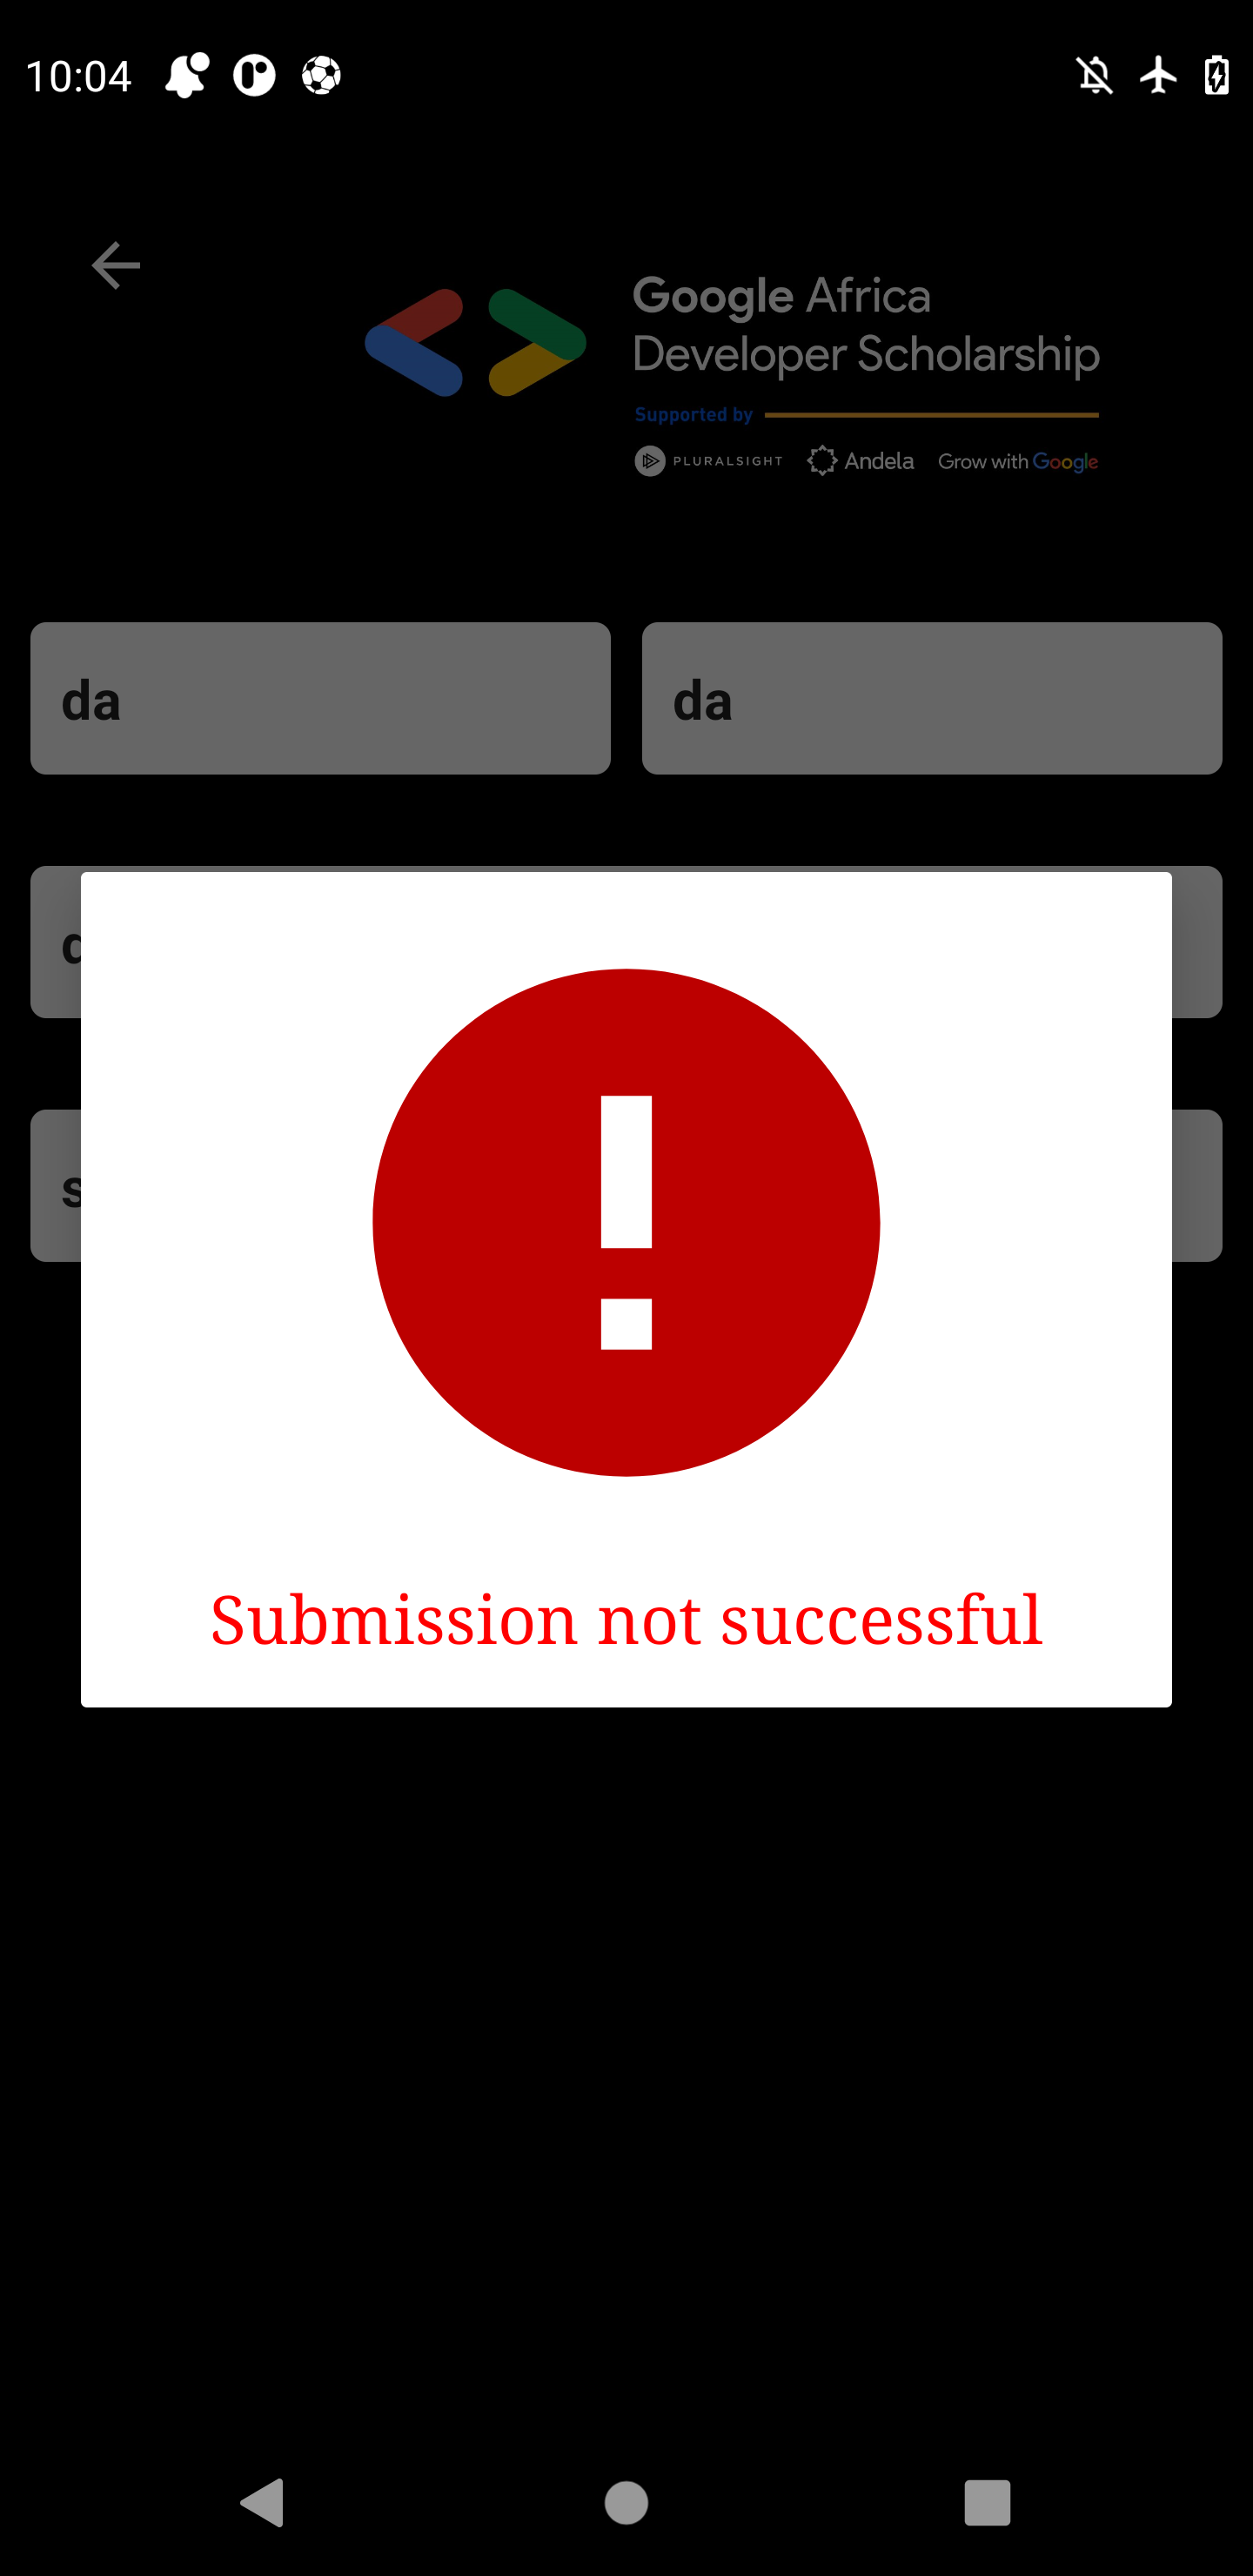 10:04
Google Africa
Developer Scholarship
Supported by
PLURALSIGHT Andela Grow with Google
da da
Submission not successful